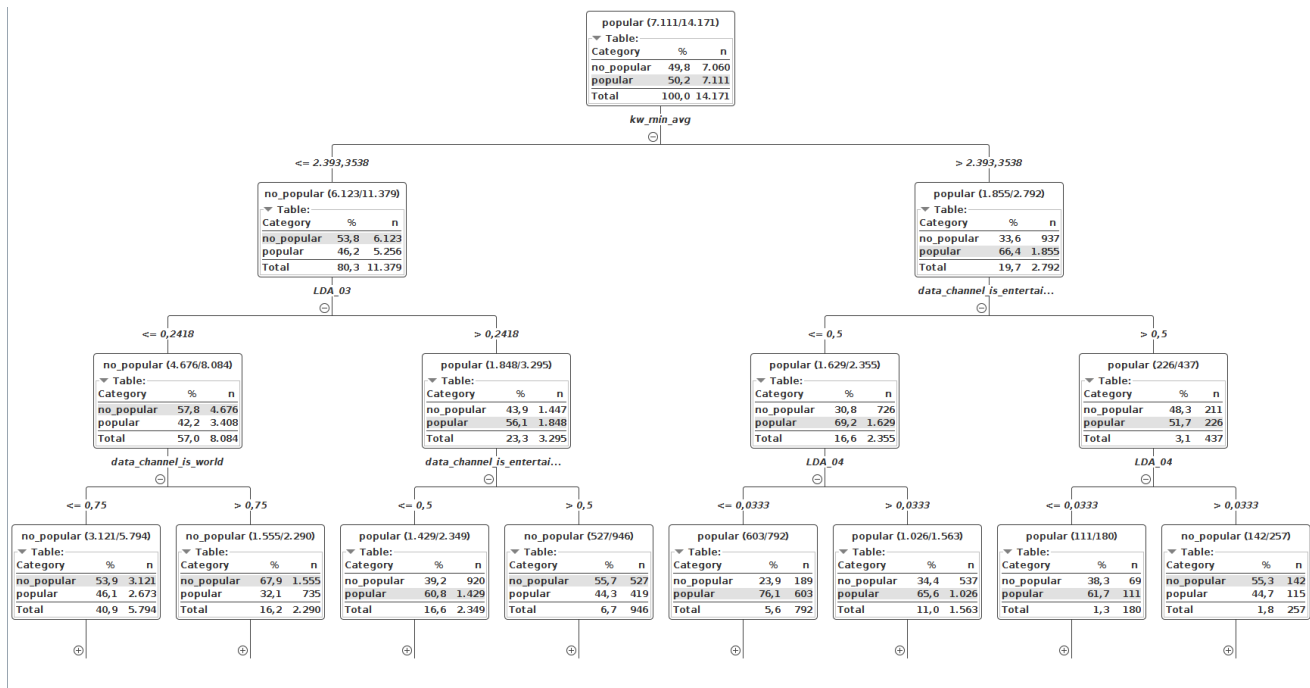 popular (7.111/14.171)
Table:
Category % n
no_popular 49,8 7.060
popular 50,2 7.111
Total 100,0 14.171
kw_min_avg
<= 2.393,3538
> 2.393,3538
no_popular (6.123/11.379)
Table:
Category % n
no_popular 53,8 6.123
popular 46,2 5.256
Total 80,3 11.379
LDA_03
popular (1.855/2.792)
Table:
Category % n
no_popular 33,6 937
popular 66,4 1.855
Total 19,7 2.792
data_channel_is_entertai...
<= 0,2418
> 0,2418
<= 0,5
> 0,5
no_popular (4.676/8.084)
Table:
Category % n
no_popular 57,8 4.676
popular 42,2 3.408
Total 57,0 8.084
data_channel_is_world
popular (1.848/3.295)
Table:
Category % n
no_popular 43,9 1.447
popular 56,1 1.848
Total 23,3 3.295
data_channel_is_entertai...
popular (1.629/2.355)
Table:
Category % n
no_popular 30,8 726
popular 69,2 1.629
Total 16,6 2.355
LDA_04
popular (226/437)
Table:
Category % n
no_popular 48,3 211
popular 51,7 226
Total 3,1 437
LDA_04
<= 0,75
> 0,75
<= 0,5
> 0,5
<= 0,0333
> 0,0333
<= 0,0333
> 0,0333
no_popular (3.121/5.794)
Table:
Category % n
no_popular 53,9 3.121
popular 46,1 2.673
Total 40,9 5.794
no_popular (1.555/2.290)
Table:
Category % n
no_popular 67,9 1.555
popular 32,1 735
Total 16,2 2.290
popular (1.429/2.349)
Table:
Category % n
no_popular 39,2 920
popular 60,8 1.429
Total 16,6 2.349
no_popular (527/946)
Table:
Category % n
no_popular 55,7 527
popular 44,3 419
Total 6,7 946
popular (603/792)
Table:
Category % n
no_popular 23,9 189
popular 76,1 603
Total 5,6 792
popular (1.026/1.563)
Table:
Category % n
no_popular 34,4 537
popular 65,6 1.026
Total 11,0 1.563
popular (111/180)
Table:
Category % n
no_popular 38,3 69
popular 61,7 111
Total 1,3 180
no_popular (142/257)
Table:
Category % n
no_popular 55,3 142
popular 44,7 115
Total 1,8 257